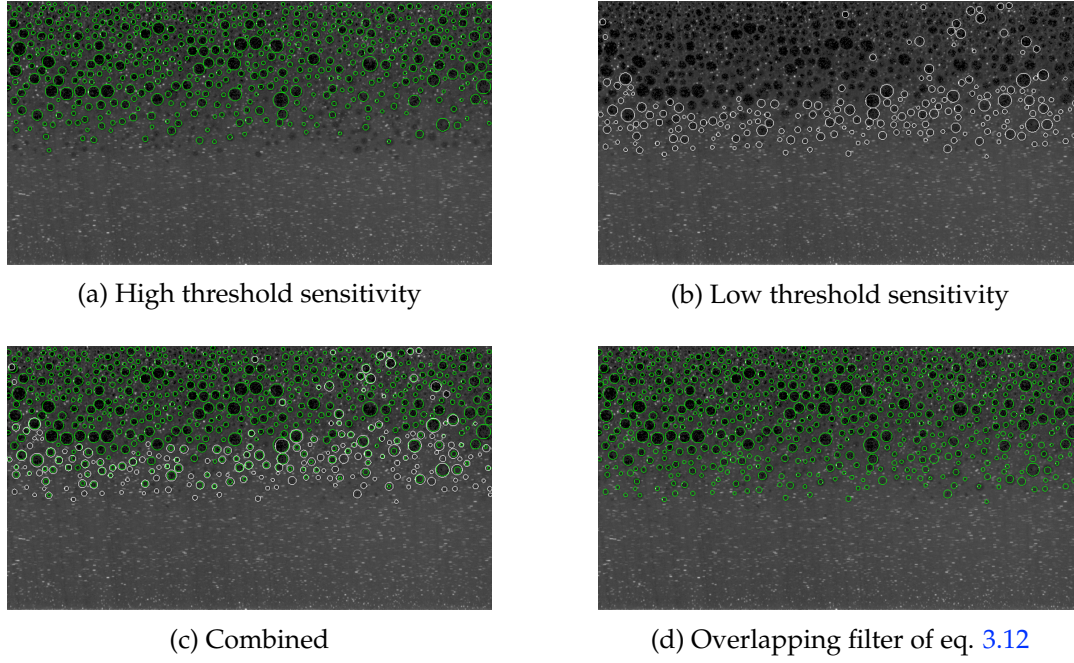 (a) High threshold sensitivity
(b) Low threshold sensitivity
(c) Combined
(d) Overlapping filter of eq. 3.12